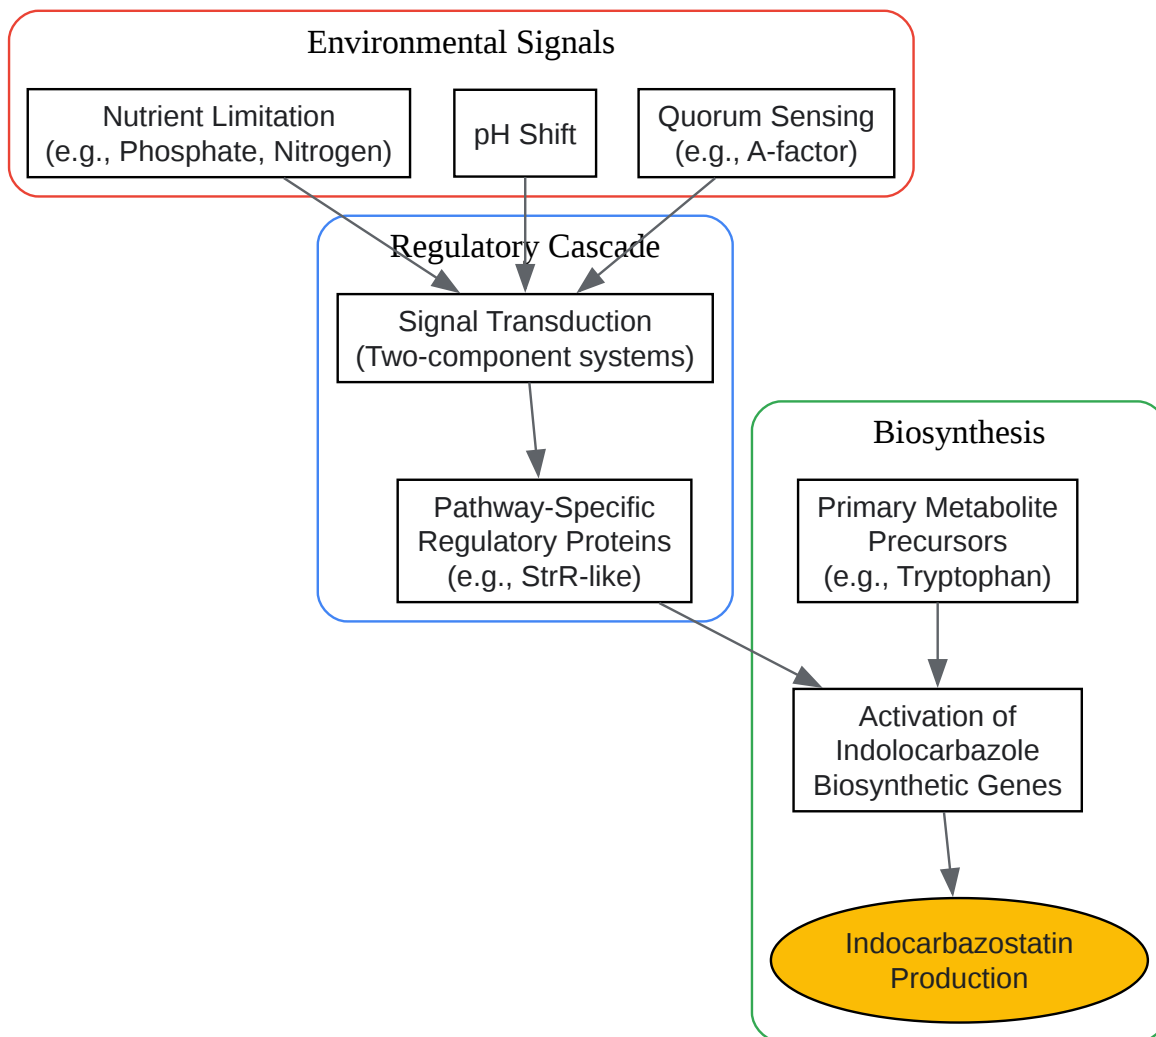 Environmental Signals
Nutrient Limitation
(e.g., Phosphate, Nitrogen)
pH Shift
Quorum Sensing
(e.g., A-factor)
Regulatory Cascade
Signal Transduction
(Two-component systems)
Pathway-Specific
Regulatory Proteins
(e.g., StrR-like)
Biosynthesis
Primary Metabolite
Precursors
(e.g., Tryptophan)
Activation of
Indolocarbazole
Biosynthetic Genes
Indocarbazostatin
Production